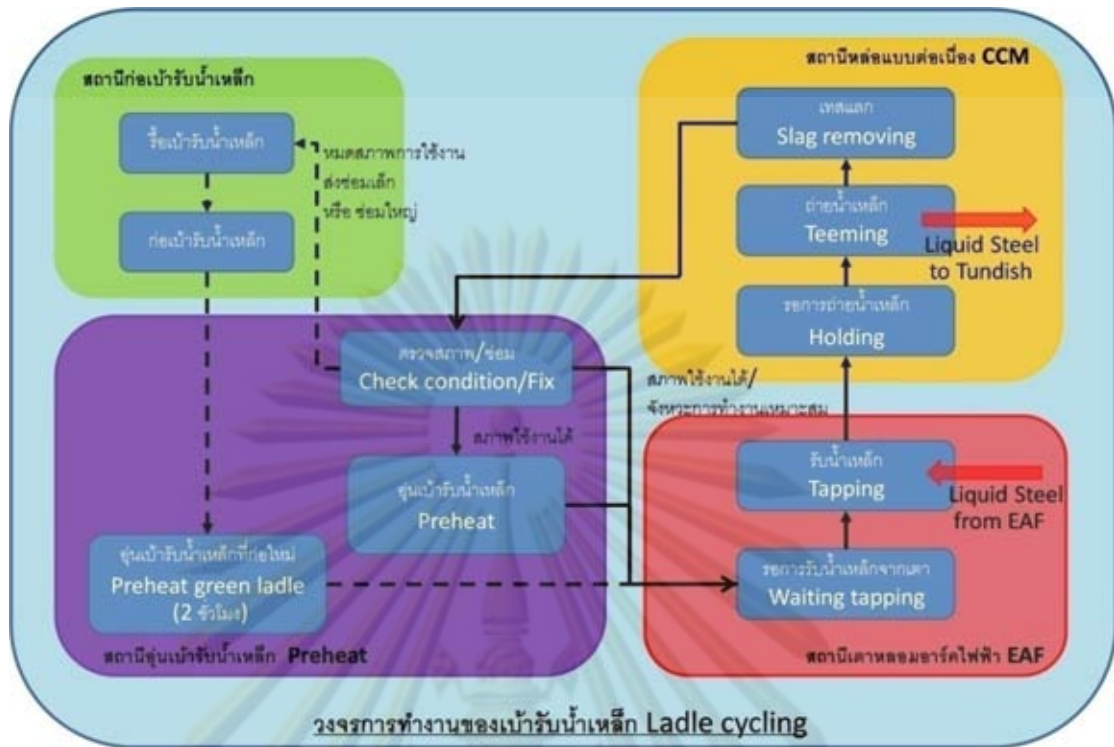 สถานีก่อเบ้ารับน้ำเหล็ก
รื้อเบ้ารับน้ำเหล็ก
ก่อเบ้ารับน้ำเหล็ก
หมดสภาพการใช้งาน
ส่งซ่อมเล็ก
หรือ ซ่อมใหญ่
สถานีหล่อแบบต่อเนื่อง CCM
เทสแลก
Slag removing
ถ่ายน้ำเหล็ก
Teeming
Liquid Steel
to Tundish
รอการถ่ายน้ำเหล็ก
Holding
ตรวจสภาพ/ซ่อม
Check condition/Fix
สภาพใช้งานได้/
จังหวะการทำงานเหมาะสม
สภาพใช้งานได้
อุ่นเบ้ารับน้ำเหล็ก
Preheat
อุ่นเบ้ารับน้ำเหล็กที่ก่อใหม่
Preheat green ladle
(2 ชั่วโมง)
สถานีอุ่นเบ้ารับน้ำเหล็ก Preheat
รับน้ำเหล็ก
Tapping
Liquid Steel
from EAF
รอการรับน้ำเหล็กจากเตา
Waiting tapping
สถานีเตาหลอมอาร์คไฟฟ้า EAF
วงจรการทำงานของเบ้ารับน้ำเหล็ก Ladle cycling